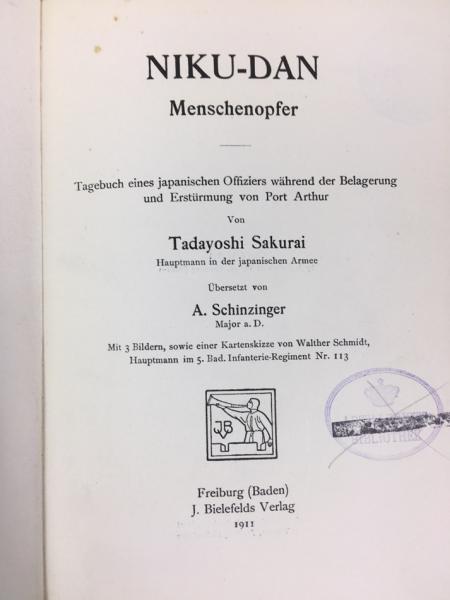 NIKU-DAN
Menschenopfer
Tagebuch eines japanischen Offiziers während der Belagerung
und Erstürmung von Port Arthur
Von
Tadayoshi Sakurai
Hauptmann in der japanischen Armee
Übersetzt von
A. Schinzinger
Major a. D.
Mit 3 Bildern, sowie einer Kartenskizze von Walther Schmidt,
Hauptmann im 5. Bad. Infanterie-Regiment Nr. 113
JBV
BIBLIOTHEK
Freiburg (Baden)
J. Bielefelds Verlag
1911